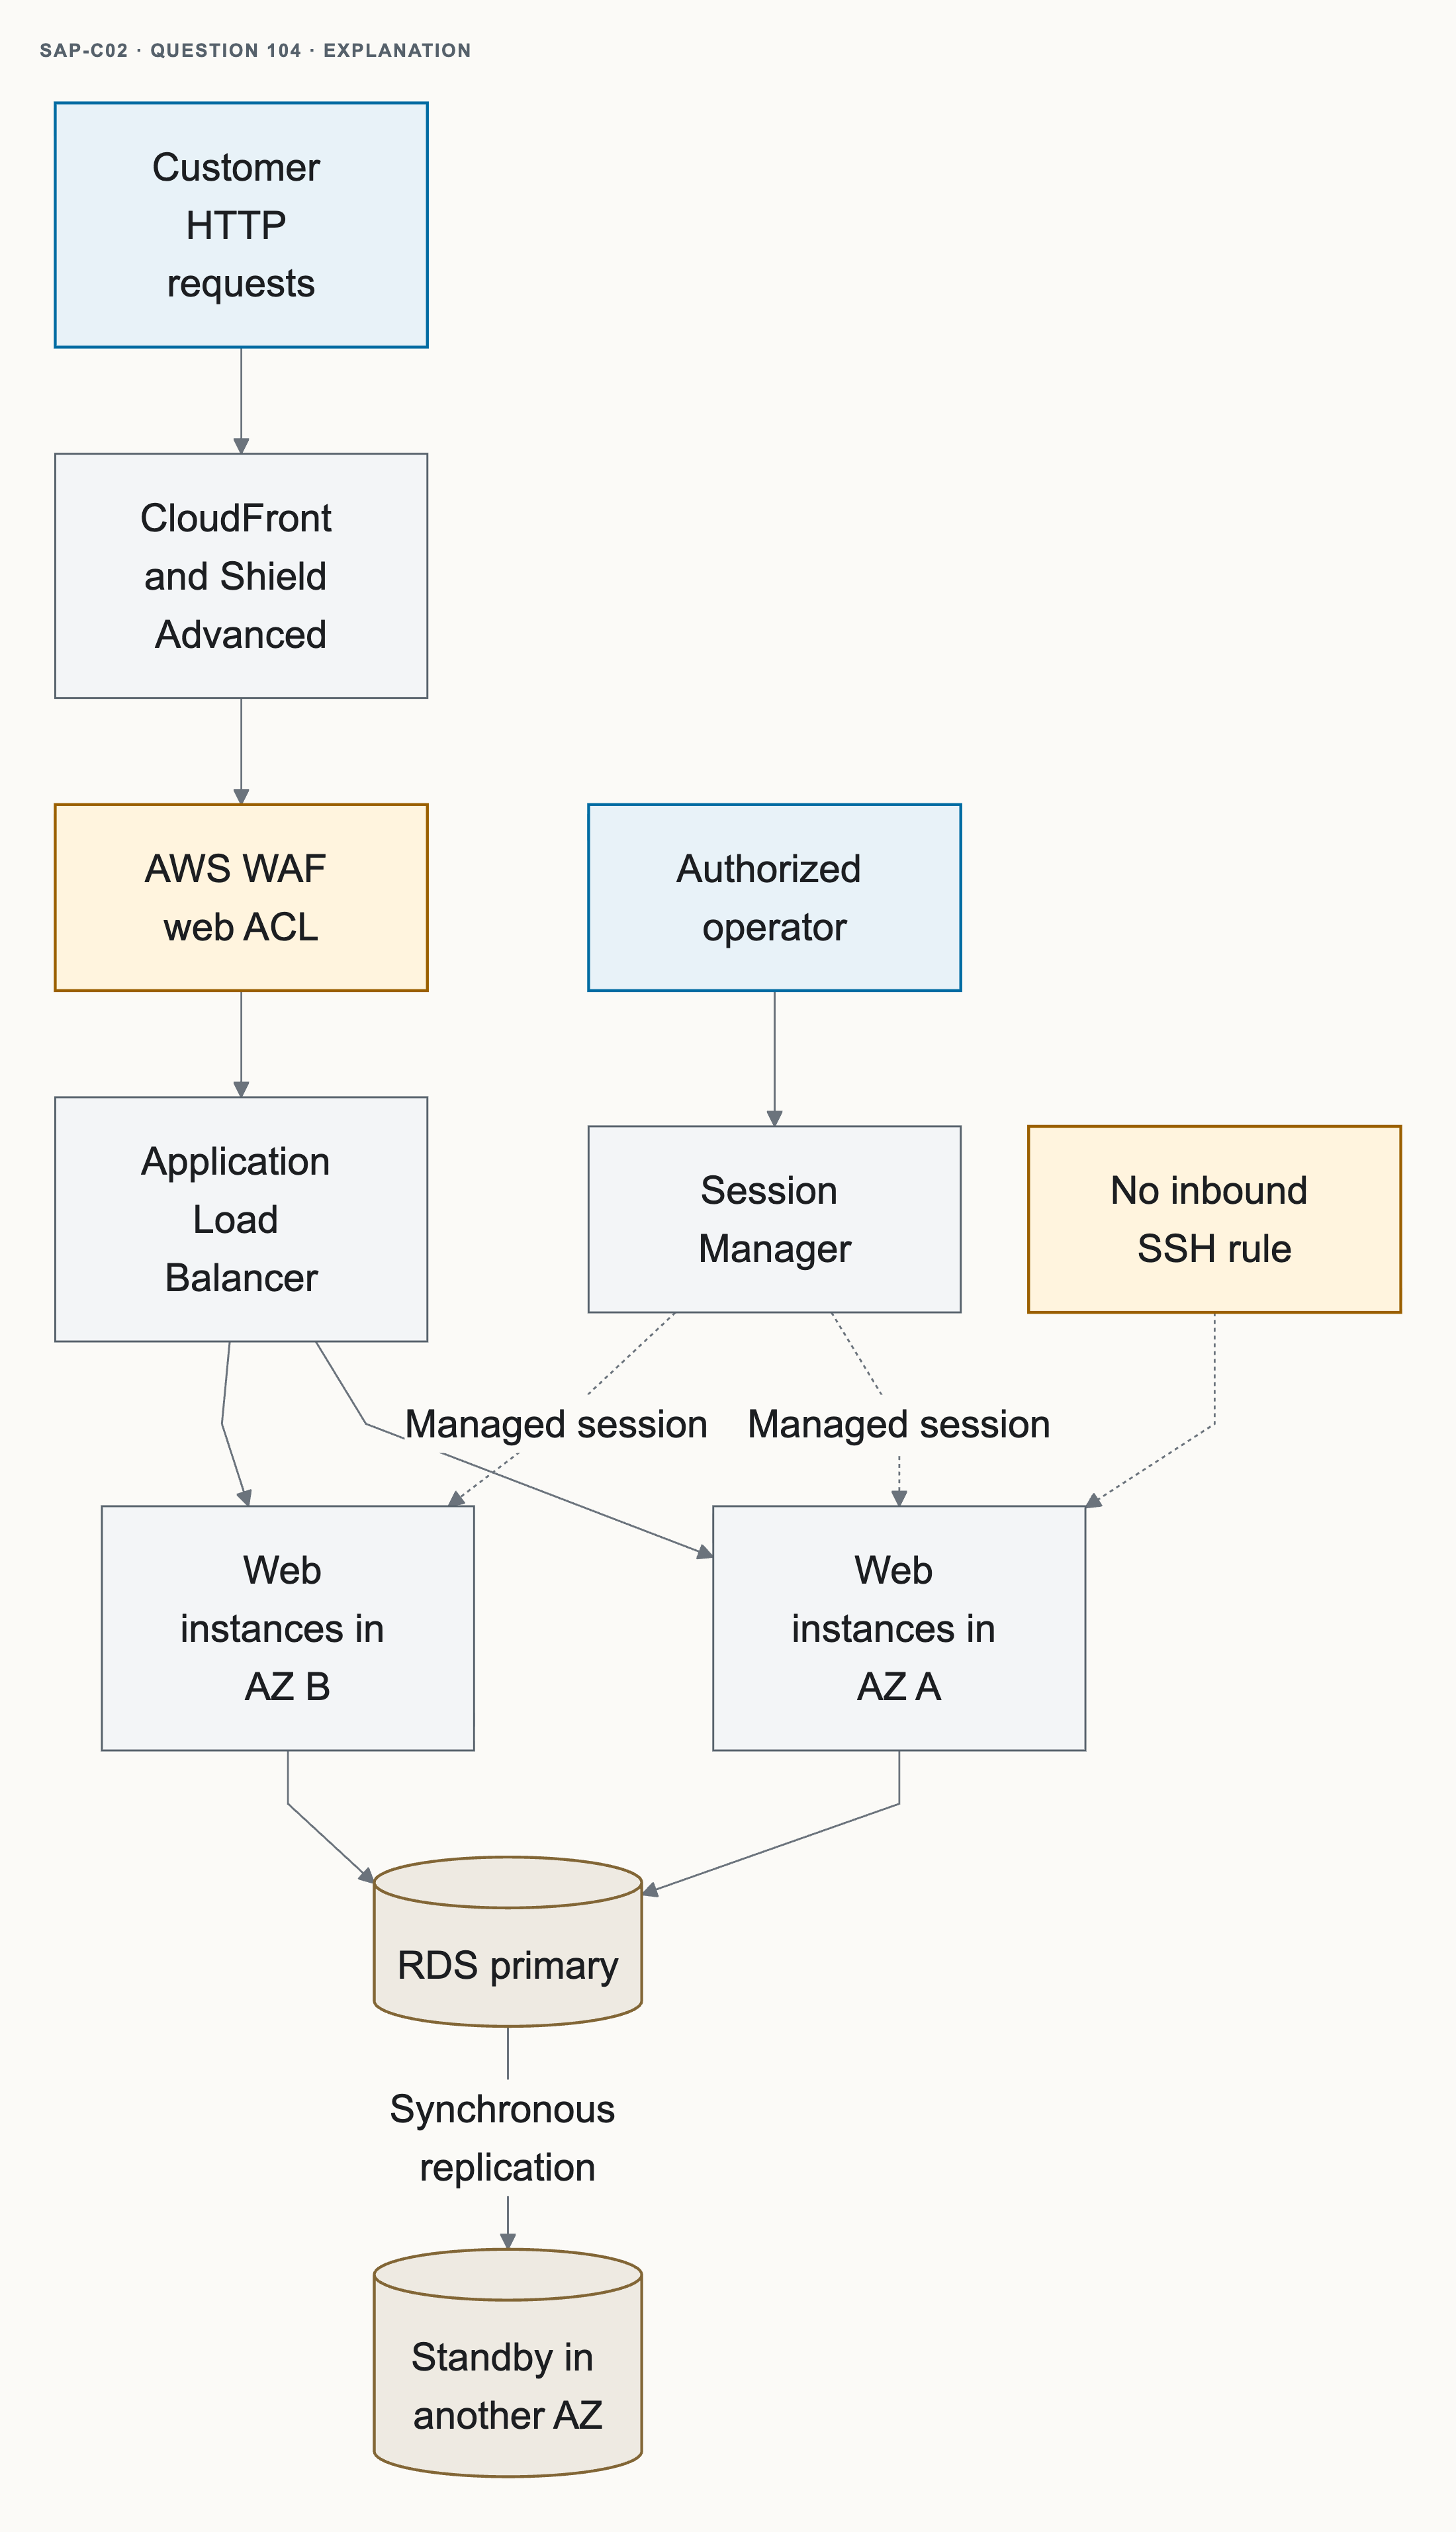 SAP-C02 · QUESTION 104 · EXPLANATION
Customer
HTTP
requests
CloudFront
and Shield
Advanced
AWS WAF
web ACL
Authorized
operator
Application
Load
Balancer
Session
Manager
No inbound
SSH rule
Managed session
Managed session
Web
instances in
AZ B
Web
instances in
AZ A
RDS primary
Synchronous
replication
Standby in
another AZ